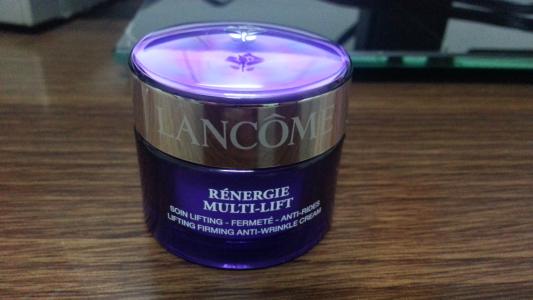 LANCÔME
RÉNERGIE
MULTI-LIFT
SOIN LIFTING - FERMETÉ - ANTI-RIDES
LIFTING FIRMING ANTI-WRINKLE CREAM